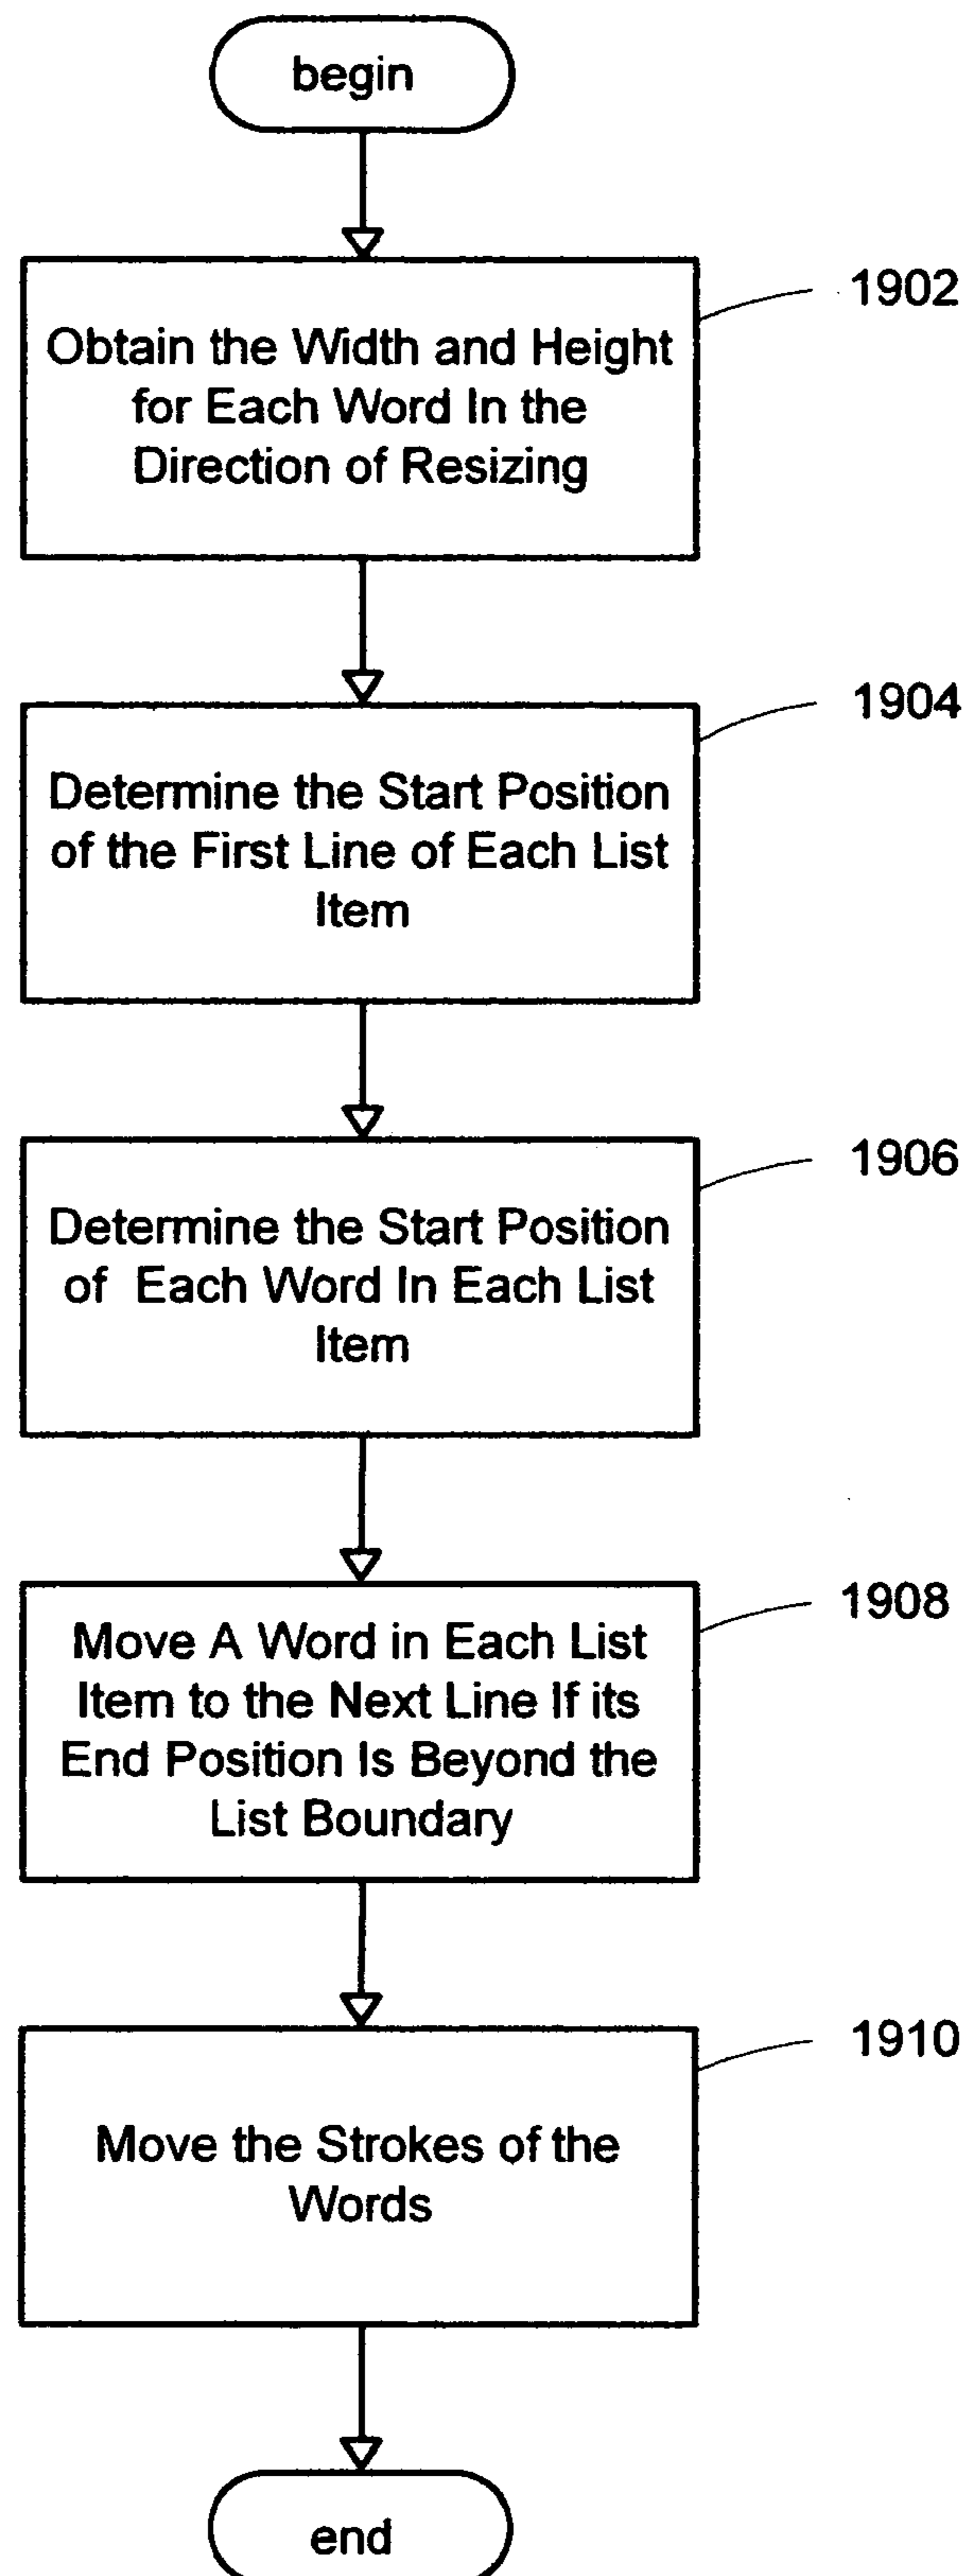 begin
1902
Obtain the Width and Height
for Each Word In the
Direction of Resizing
1904
Determine the Start Position
of the First Line of Each List
Item
1906
Determine the Start Position
of Each Word In Each List
Item
1908
Move A Word in Each List
Item to the Next Line If its
End Position Is Beyond the
List Boundary
1910
Move the Strokes of the
Words
end